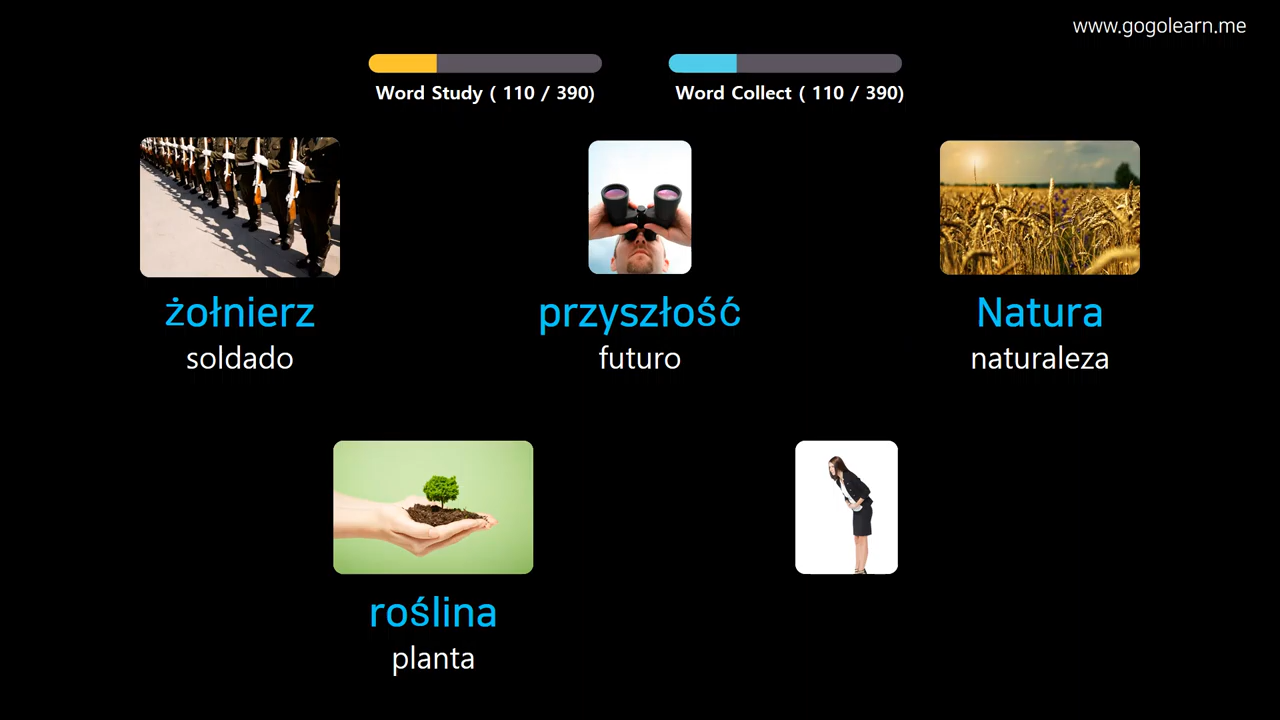 www.gogolearn.me
Word Study ( 110 / 390)
Word Collect ( 110 / 390)
żołnierz
soldado
przyszłość
futuro
Natura
naturaleza
roślina
planta